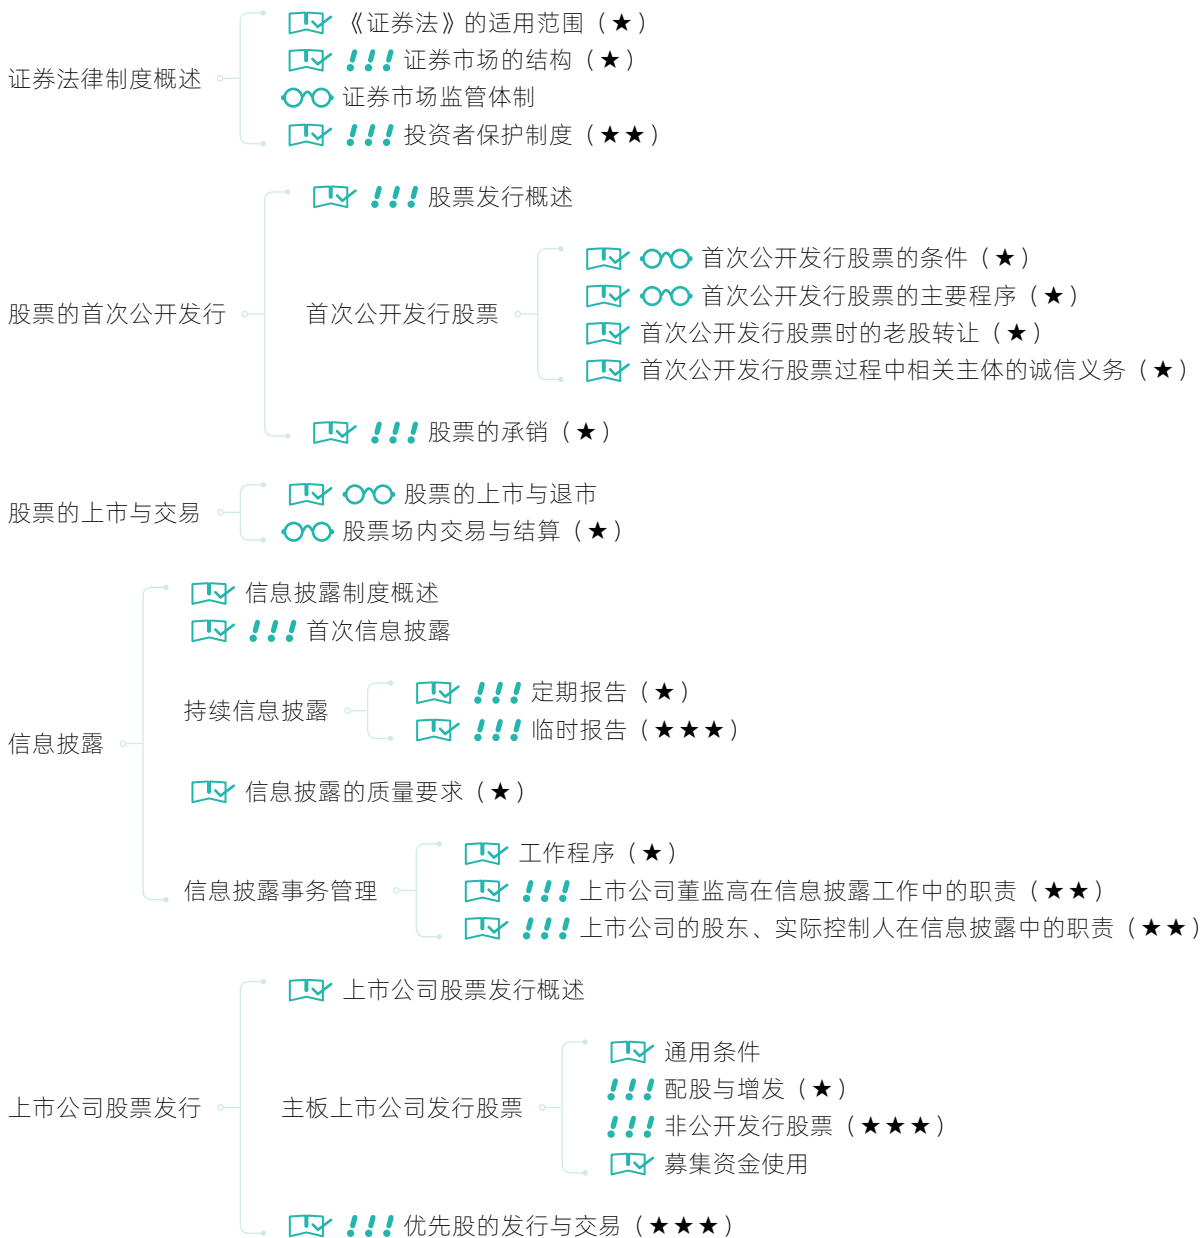 《证券法》的适用范围（★）
证券市场的结构（★）
证券法律制度概述
证券市场监管体制
投资者保护制度（★★）
股票发行概述
首次公开发行股票的条件（★）
首次公开发行股票的主要程序（★）
股票的首次公开发行
首次公开发行股票
首次公开发行股票时的老股转让（★）
首次公开发行股票过程中相关主体的诚信义务（★）
股票的承销（★）
股票的上市与退市
股票的上市与交易
股票场内交易与结算（★）
信息披露制度概述
首次信息披露
定期报告（★）
持续信息披露
临时报告（★★★）
信息披露
信息披露的质量要求（★）
工作程序（★）
信息披露事务管理
上市公司董监高在信息披露工作中的职责（★★）
上市公司的股东、实际控制人在信息披露中的职责（★★）
上市公司股票发行概述
通用条件
配股与增发（★）
上市公司股票发行
主板上市公司发行股票
非公开发行股票（★★★）
募集资金使用
优先股的发行与交易（★★★）